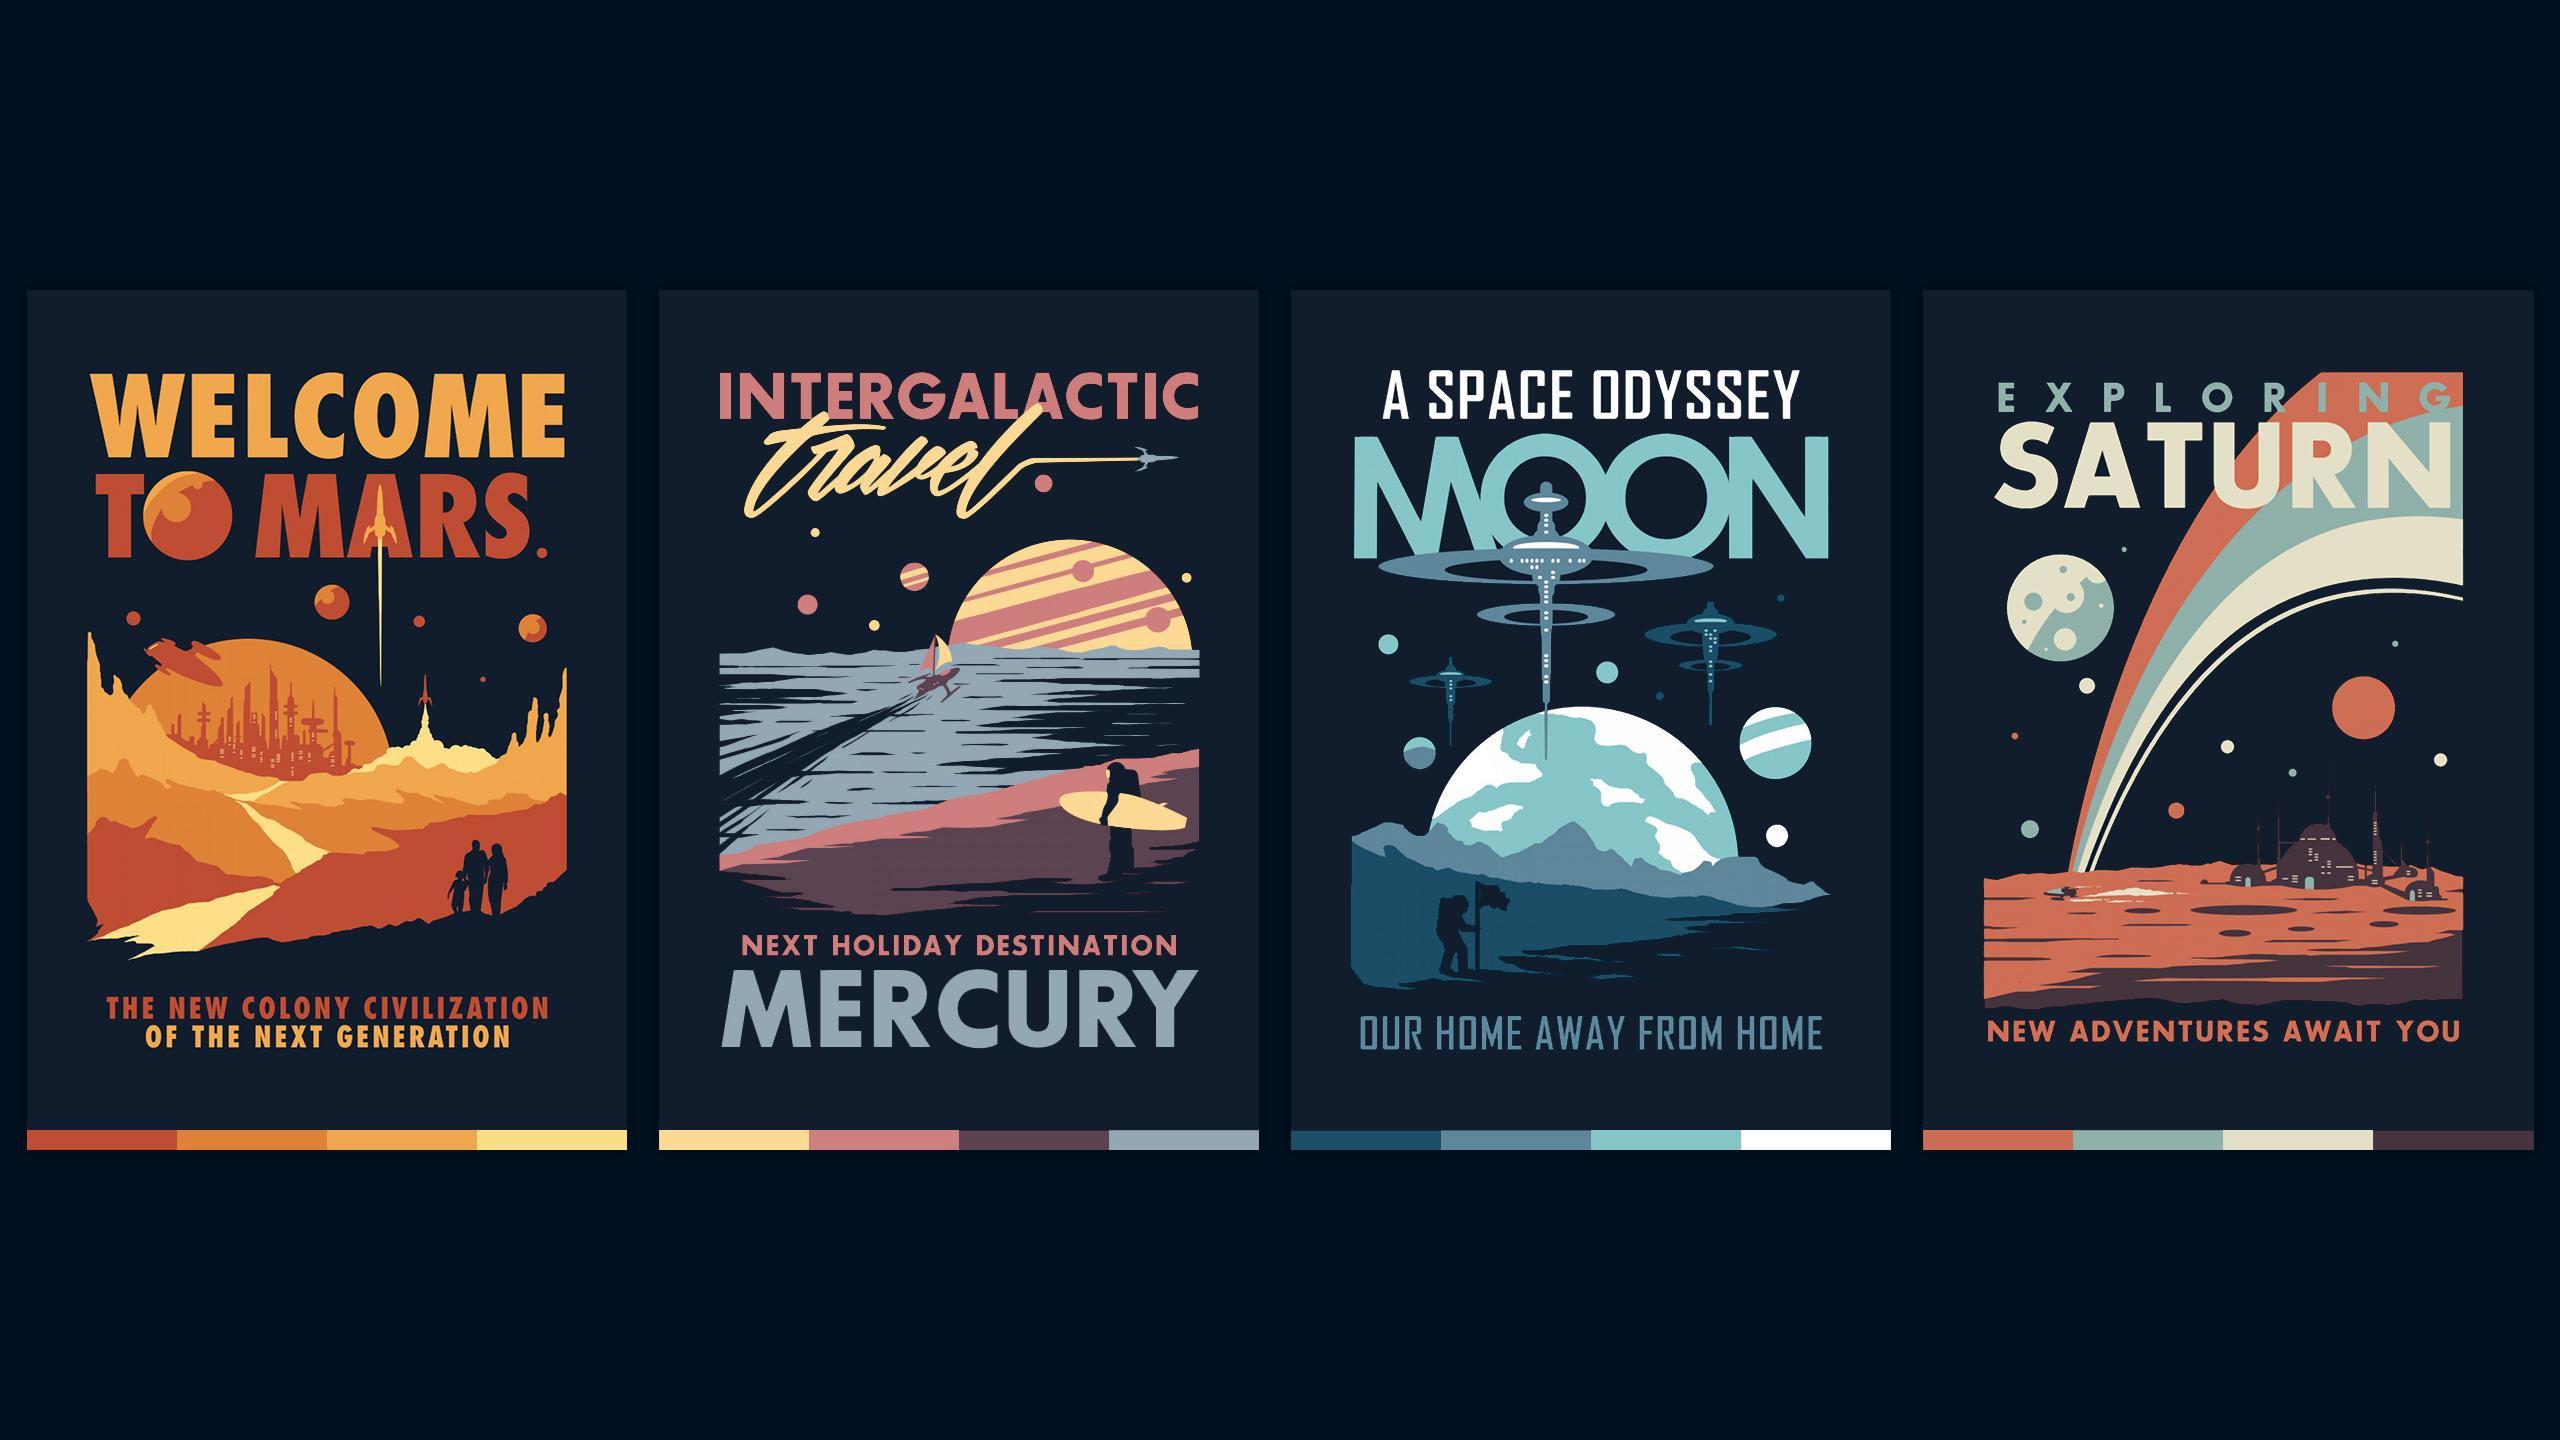 WELCOME
TO MARS.
THE NEW COLONY CIVILIZATION
OF THE NEXT GENERATION
INTERGALACTIC
travel
NEXT HOLIDAY DESTINATION
MERCURY
A SPACE ODYSSEY
MOON
OUR HOME AWAY FROM HOME
EXPLORING
SATURN
NEW ADVENTURES AWAIT YOU